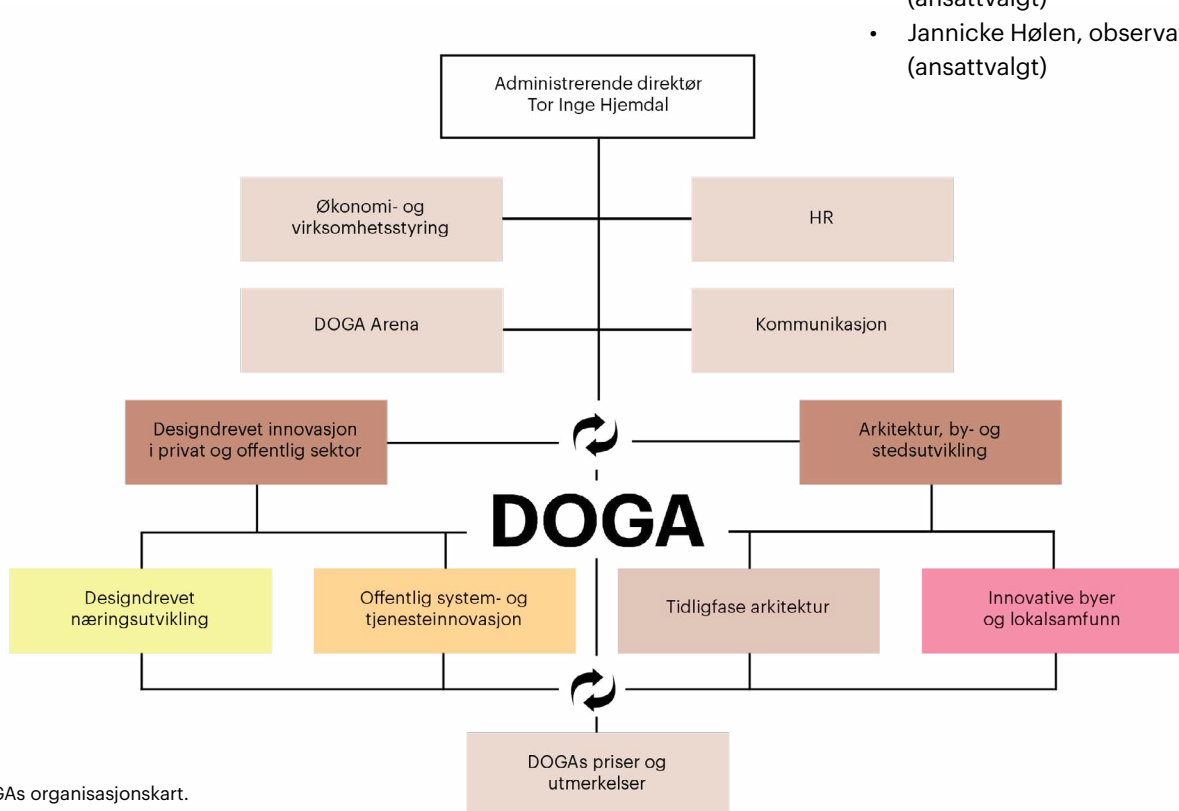 (ansattvalgt)
• Jannicke Hølen,
(ansattvalgt)
Administrerende direktør
Tor Inge Hjemdal
Økonomi- og
virksomhetsstyring
HR
DOGA Arena
Kommunikasjon
Designdrevet innovasjon
i privat og offentlig sektor
Arkitektur, by- og
stedsutvikling
DOGA
Designdrevet
næringsutvikling
Offentlig system- og
tjenesteinnovasjon
Tidligfase arkitektur
Innovative byer
og lokalsamfunn
DOGAs priser og
utmerkelser
organisasjonskart.